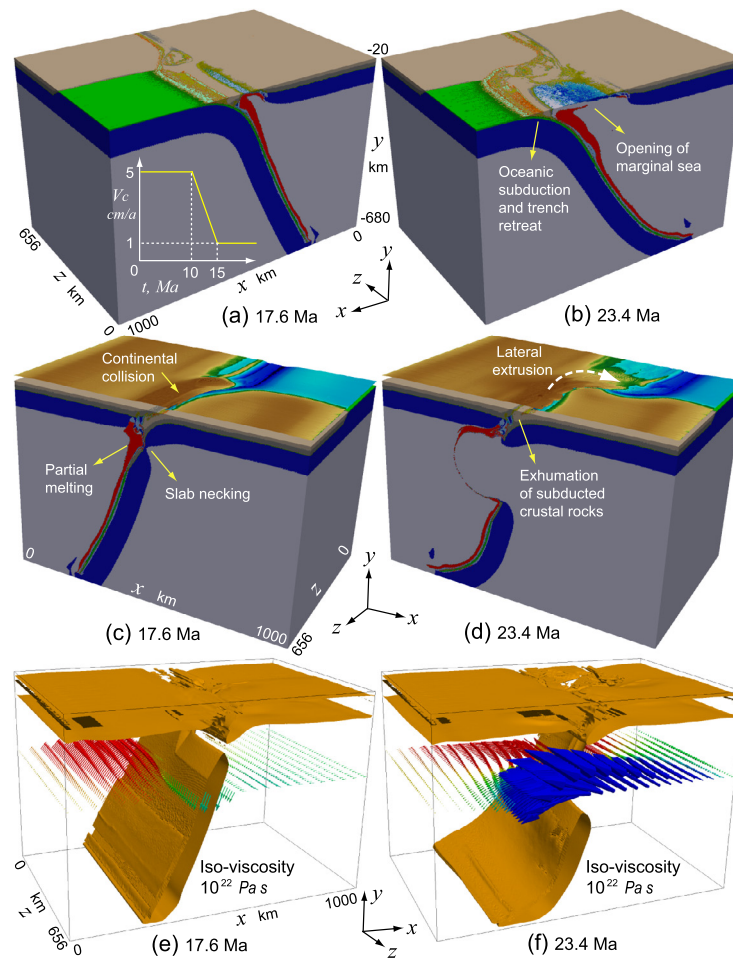 -20
y
km
-680
0
5
Vc
cm/a
1
0
10 15
t, Ma
656
z km
0
1000
x km
y
z
x
(a) 17.6 Ma
Oceanic
subduction
and trench
retreat
Opening of
marginal sea
(b) 23.4 Ma
Continental
collision
Partial
melting
Slab necking
0
x km
1000
0
z
656
y
x
z
(c) 17.6 Ma
Lateral
extrusion
Exhumation
of subducted
crustal rocks
(d) 23.4 Ma
Iso-viscosity
10²² Pa s
0
km
z
656
0
x km
1000
y
x
z
(e) 17.6 Ma
Iso-viscosity
10²² Pa s
(f) 23.4 Ma